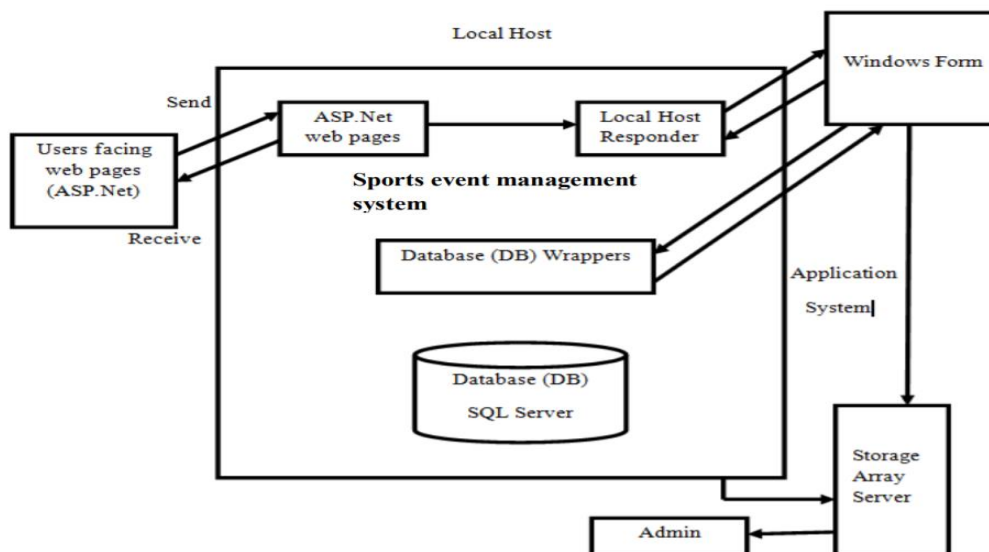 Local Host
Windows Form
Send
ASP.Net
web pages
Local Host
Responder
Users facing
web pages
(ASP.Net)
Sports event management
system
Receive
Database (DB) Wrappers
Application
System
Database (DB)
SQL Server
Storage
Array
Server
Admin